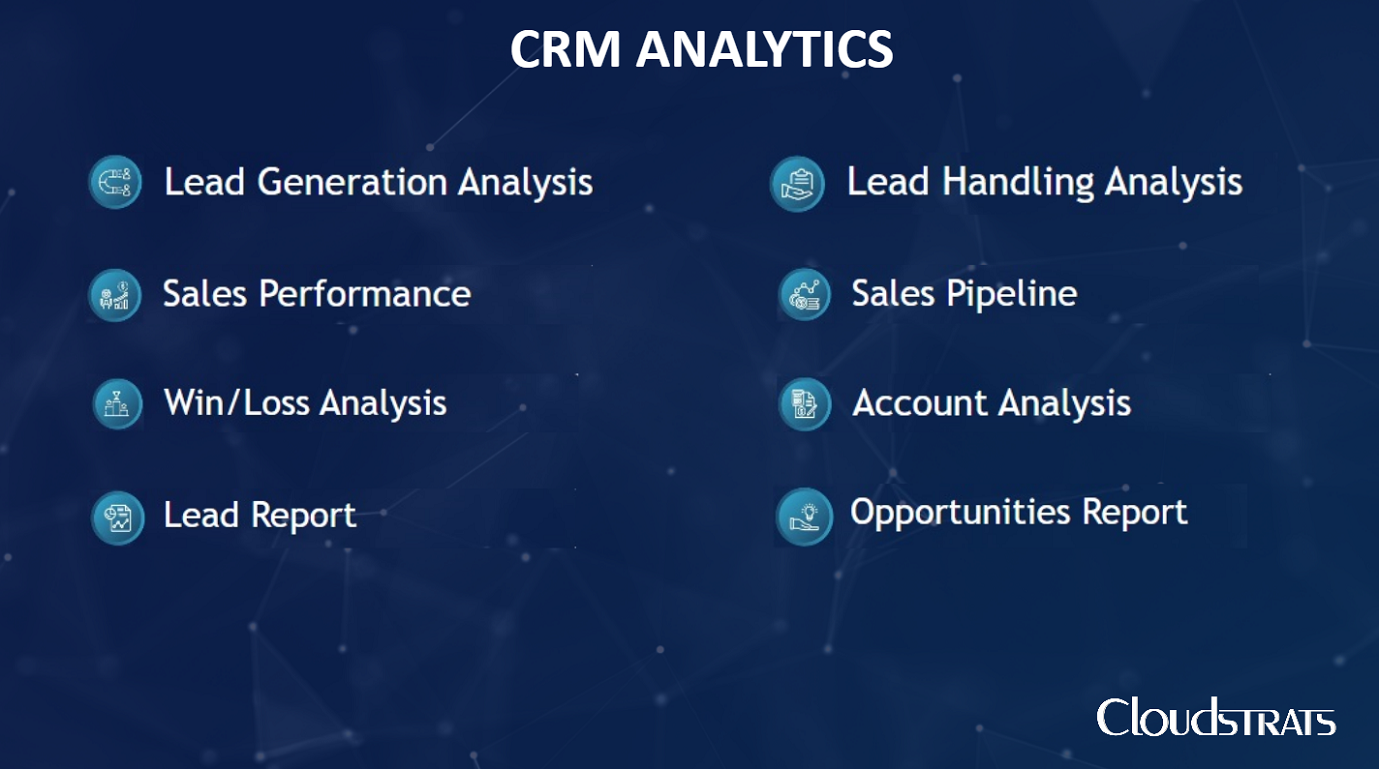 CRM ANALYTICS
Lead Generation Analysis
Lead Handling Analysis
Sales Performance
Sales Pipeline
Win/Loss Analysis
Account Analysis
Lead Report
Opportunities Report
CloudSTRATS